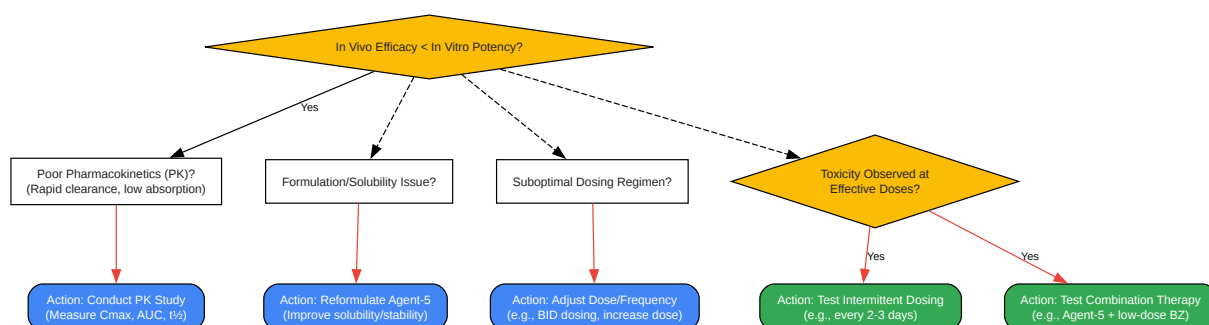 In Vivo Efficacy < In Vitro Potency?
Yes
Poor Pharmacokinetics (PK)?
(Rapid clearance, low absorption)
Formulation/Solubility Issue?
Suboptimal Dosing Regimen?
Toxicity Observed at
Effective Doses?
Yes
Yes
Action: Conduct PK Study
(Measure Cmax, AUC, t½)
Action: Reformulate Agent-5
(Improve solubility/stability)
Action: Adjust Dose/Frequency
(e.g., BID dosing, increase dose)
Action: Test Intermittent Dosing
(e.g., every 2-3 days)
Action: Test Combination Therapy
(e.g., Agent-5 + low-dose BZ)